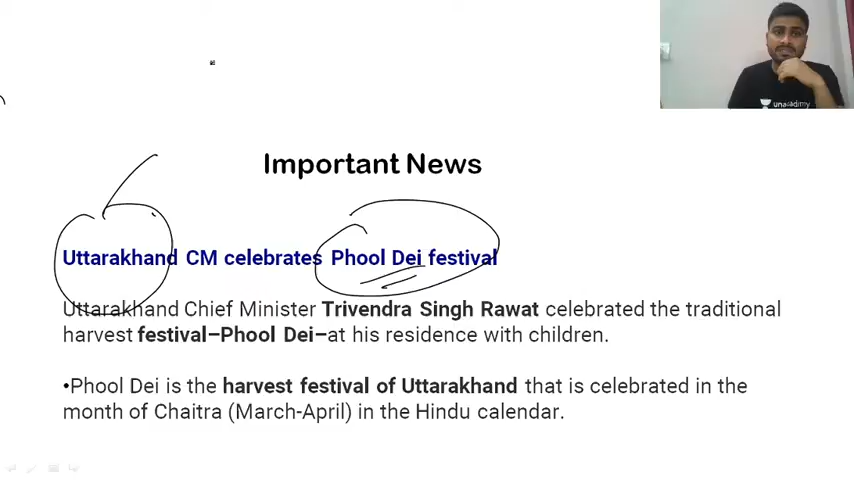 unacademy
Important News
Uttarakhand CM celebrates Phool Dei festival
Uttarakhand Chief Minister Trivendra Singh Rawat celebrated the traditional
harvest festival–Phool Dei–at his residence with children.
•Phool Dei is the harvest festival of Uttarakhand that is celebrated in the
month of Chaitra (March-April) in the Hindu calendar.